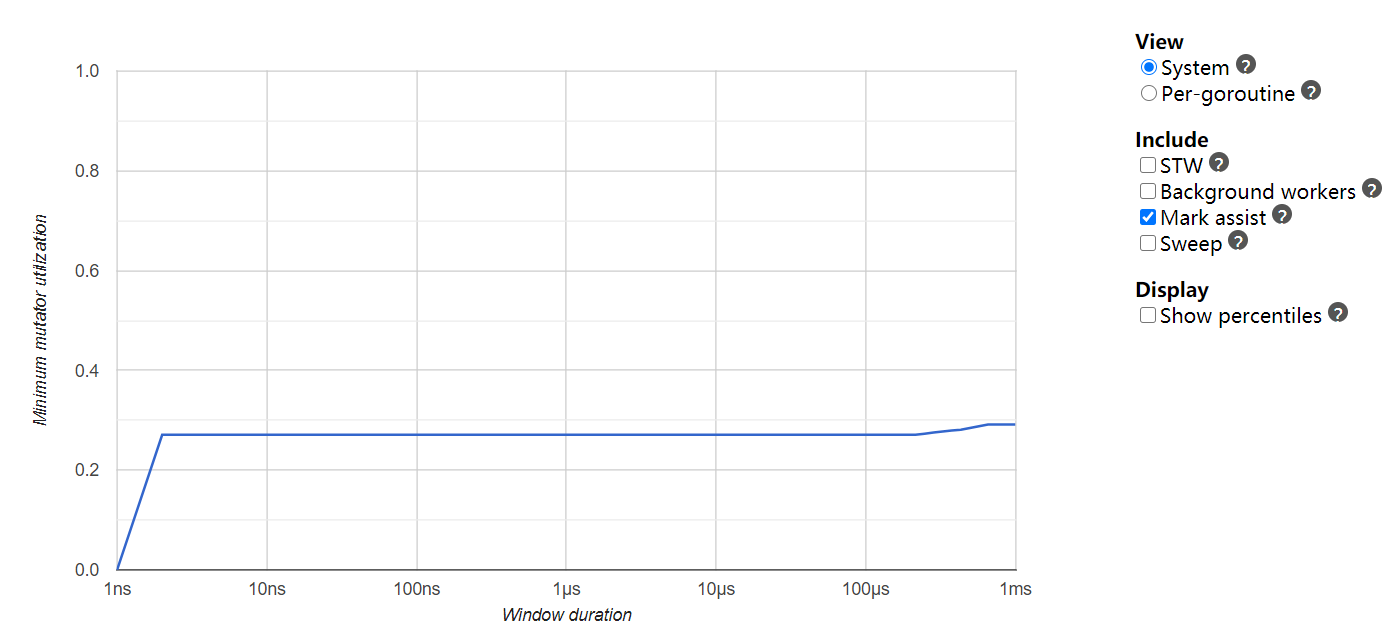 1.0
0.8
0.6
0.4
0.2
0.0
Minimum mutator utilization
1ns
10ns
100ns
1µs
10µs
100µs
1ms
Window duration
View
System ?
Per-goroutine ?
Include
STW ?
Background workers ?
Mark assist ?
Sweep ?
Display
Show percentiles ?